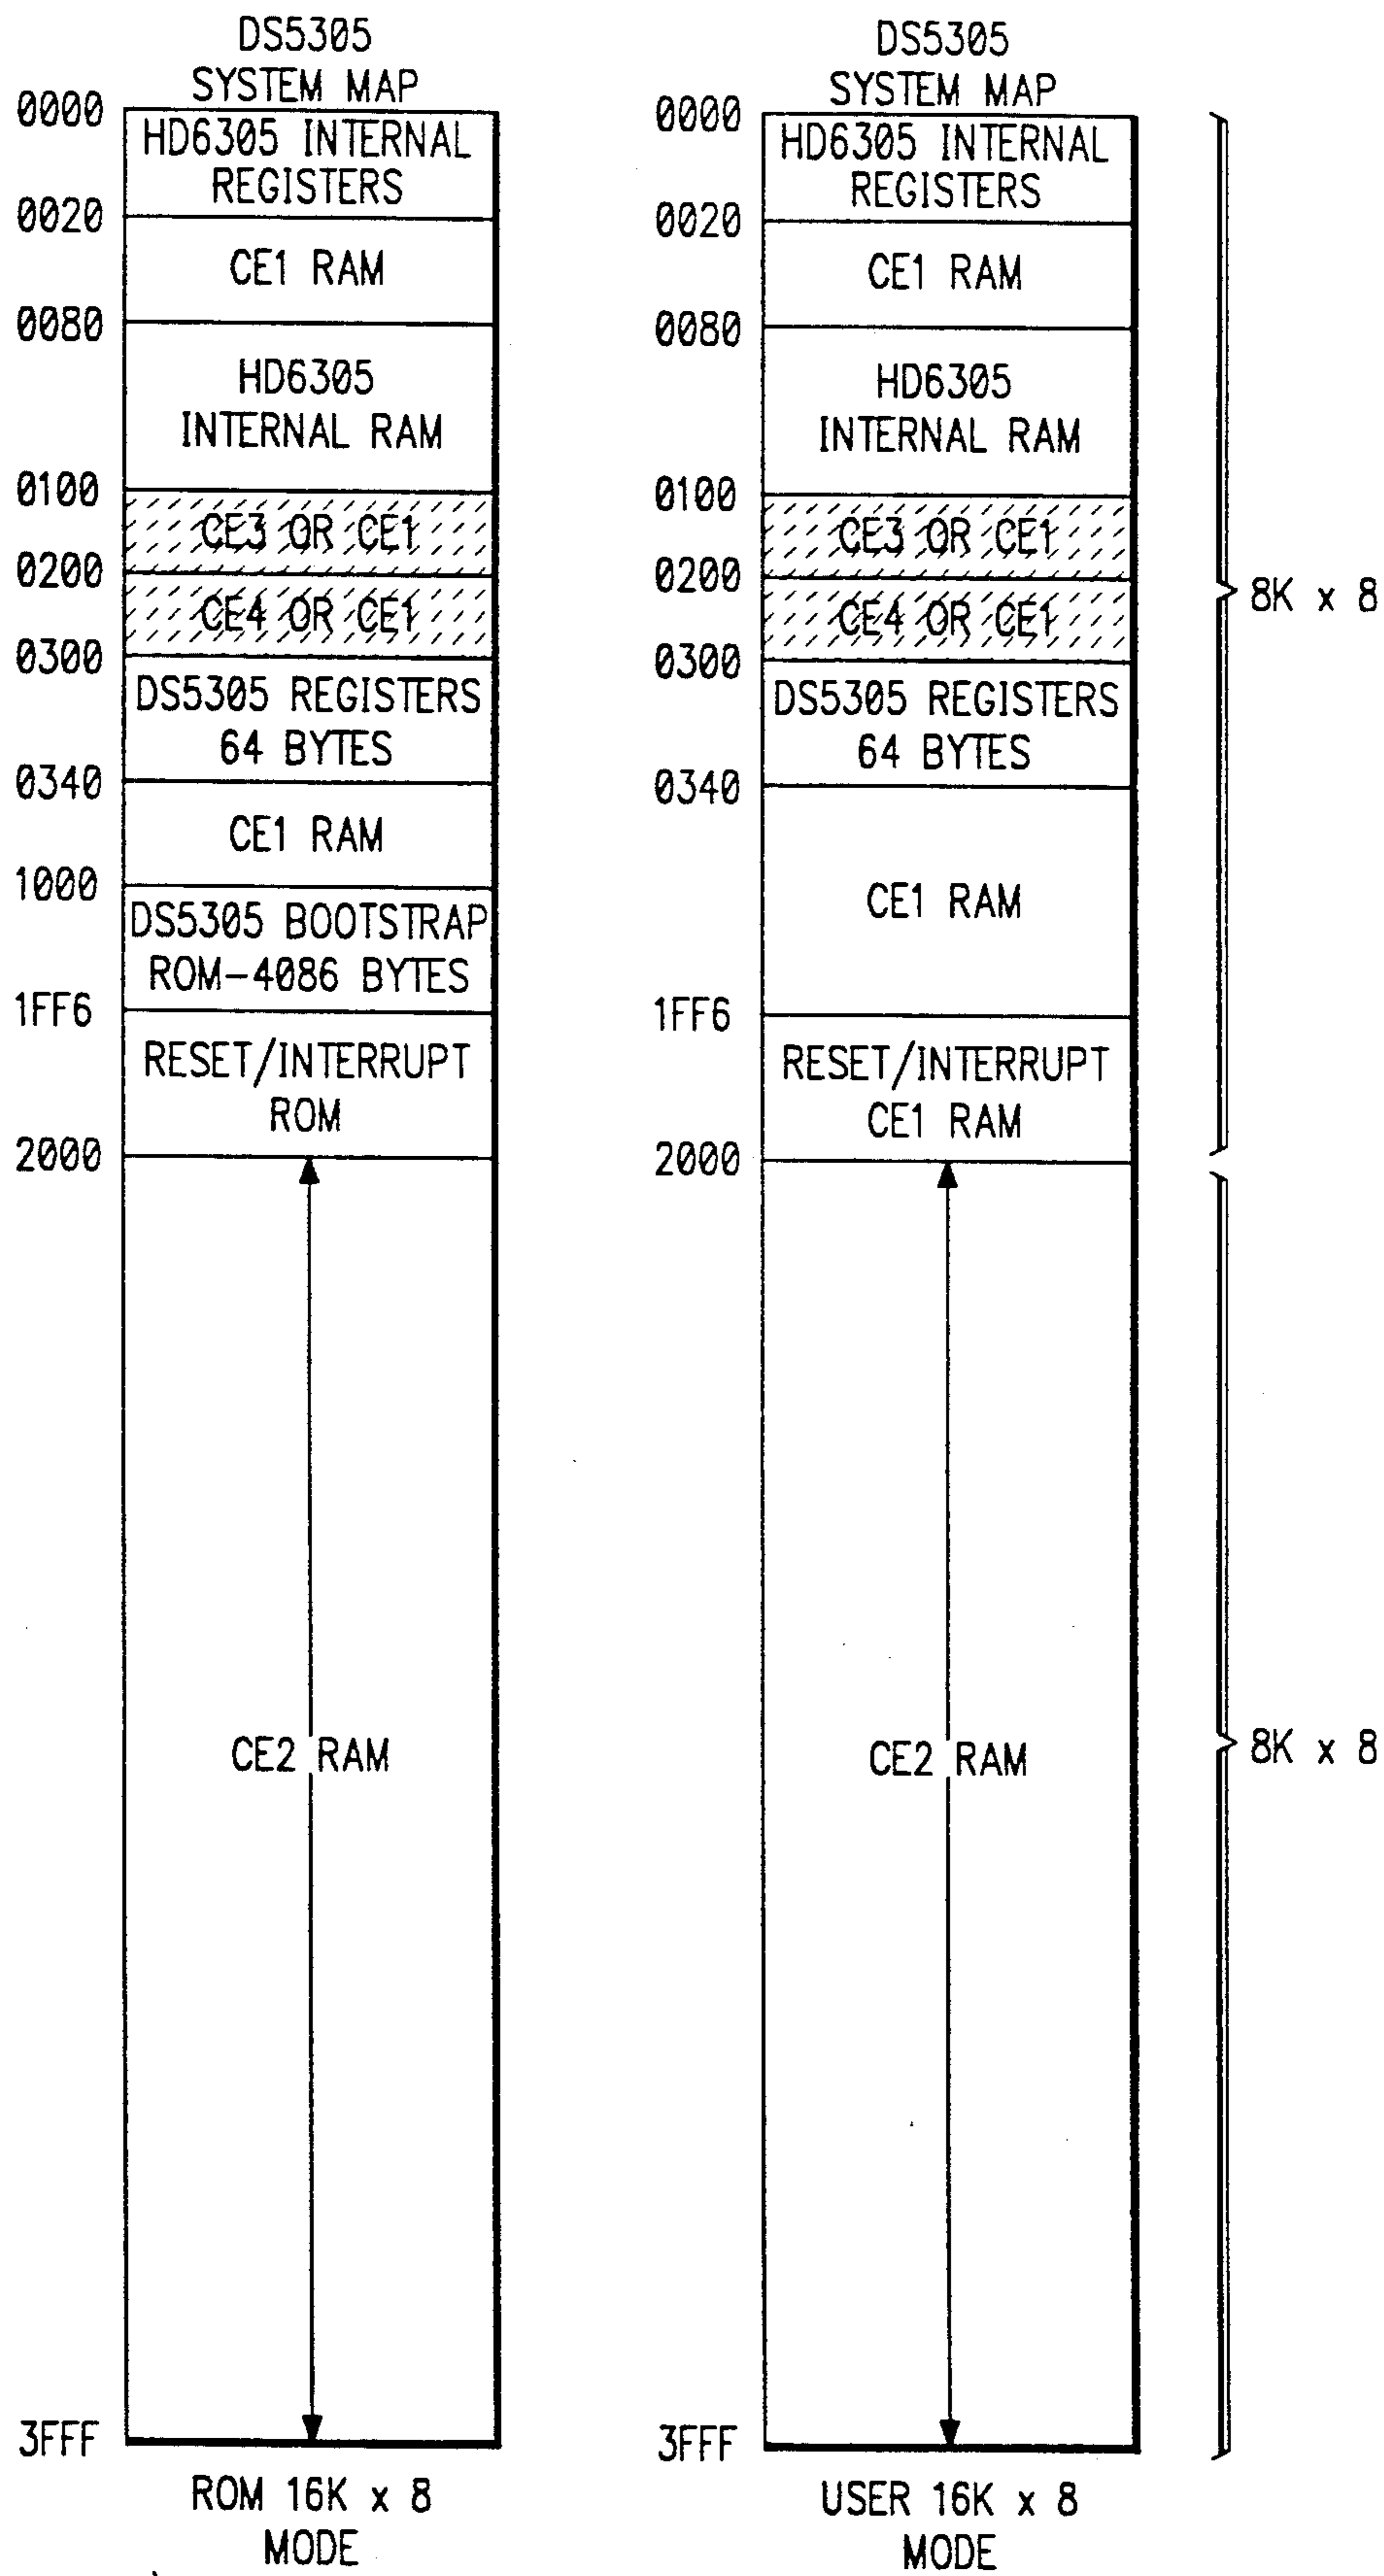 DS5305
SYSTEM MAP
0000
HD6305 INTERNAL
REGISTERS
0020
CE1 RAM
0080
HD6305
INTERNAL RAM
0100
CE3 OR CE1
0200
CE4 OR CE1
0300
DS5305 REGISTERS
64 BYTES
0340
CE1 RAM
1000
DS5305 BOOTSTRAP
ROM-4086 BYTES
1FF6
RESET/INTERRUPT
ROM
2000
CE2 RAM
3FFF
ROM 16K x 8
MODE
DS5305
SYSTEM MAP
0000
HD6305 INTERNAL
REGISTERS
0020
CE1 RAM
0080
HD6305
INTERNAL RAM
0100
CE3 OR CE1
0200
CE4 OR CE1
0300
DS5305 REGISTERS
64 BYTES
0340
CE1 RAM
1FF6
RESET/INTERRUPT
CE1 RAM
2000
CE2 RAM
3FFF
USER 16K x 8
MODE
8K x 8
8K x 8